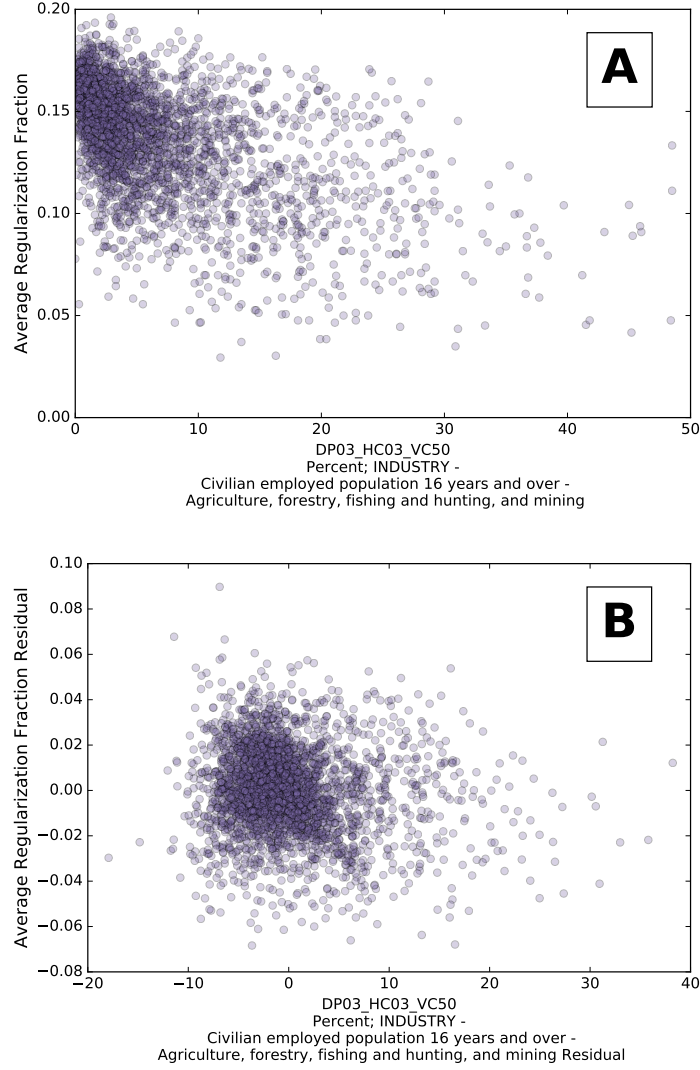 0.20
A
0.15
0.10
0.05
0.00
Average Regularization Fraction
0 10 20 30 40 50
DP03_HC03_VC50
Percent; INDUSTRY -
Civilian employed population 16 years and over -
Agriculture, forestry, fishing and hunting, and mining
0.10
B
0.08
0.06
0.04
0.02
0.00
−0.02
−0.04
−0.06
−0.08
Average Regularization Fraction Residual
−20 −10 0 10 20 30 40
DP03_HC03_VC50
Percent; INDUSTRY -
Civilian employed population 16 years and over -
Agriculture, forestry, fishing and hunting, and mining Residual